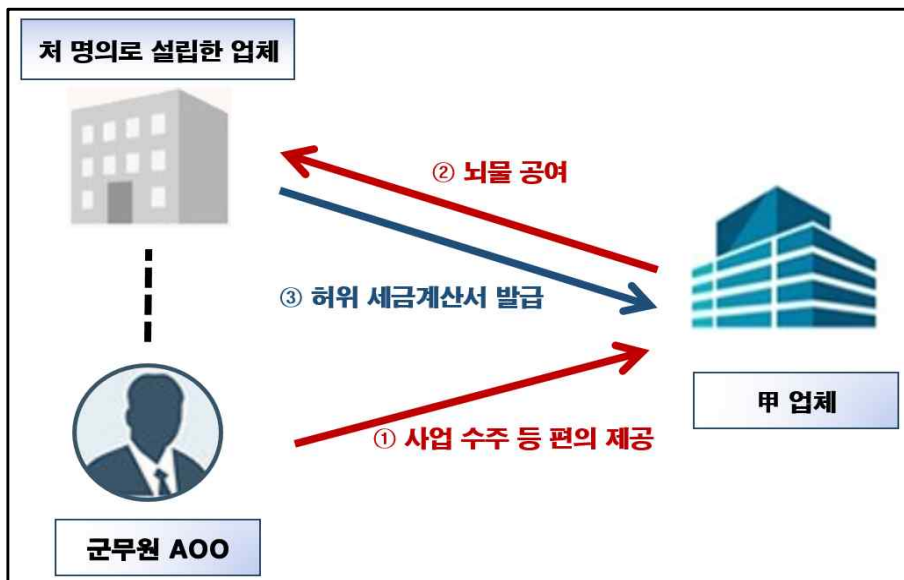 처 명의로 설립한 업체
② 뇌물 공여
③ 허위 세금계산서 발급
甲 업체
① 사업 수주 등 편의 제공
군무원 AOO